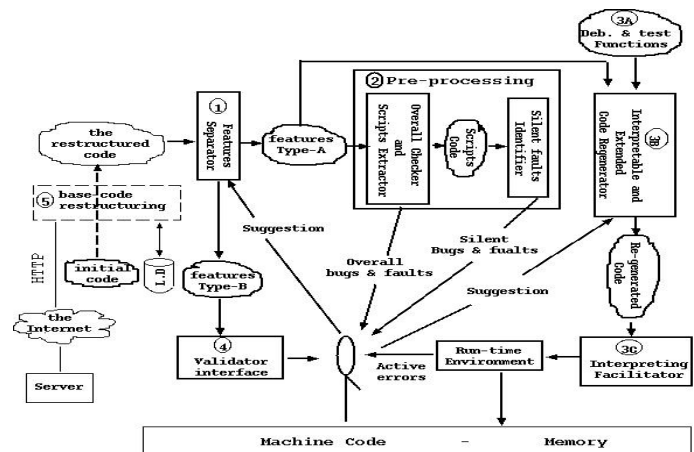 3A
Deb. & test
Functions
2 Pre-processing
1
Features
Separator
features
Type-A
Overall Checker
and
Scripts Extractor
Scripts
Code
Silent faults
Identifier
3B
Interpretable and
Extended
Code Regenerator
the
restructured code
5 base-code
restructuring
HTTP
initial
code
L.D
Suggestion
Overall
bugs & faults
Silent
Bugs & fualts
Suggestion
Re-generated
Code
features
Type-B
the
Internet
Server
4
Validator
interface
Active
errors
Run-time
Environment
3C
Interpreting
Facilitator
Machine Code - Memory